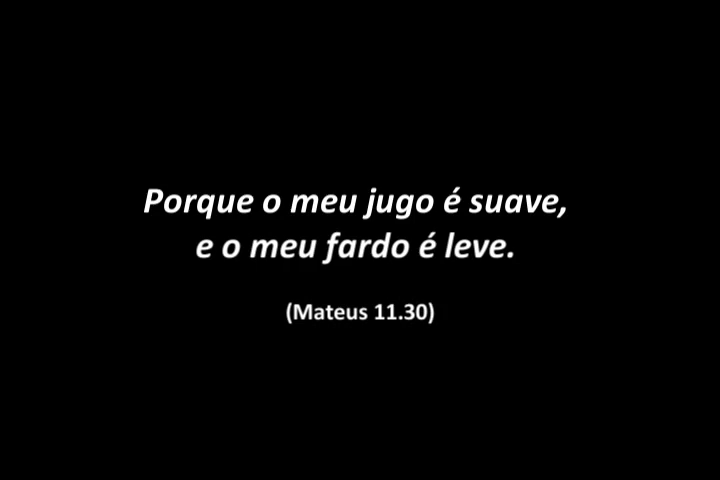 Porque o meu jugo é suave,
e o meu fardo é leve.
(Mateus 11.30)